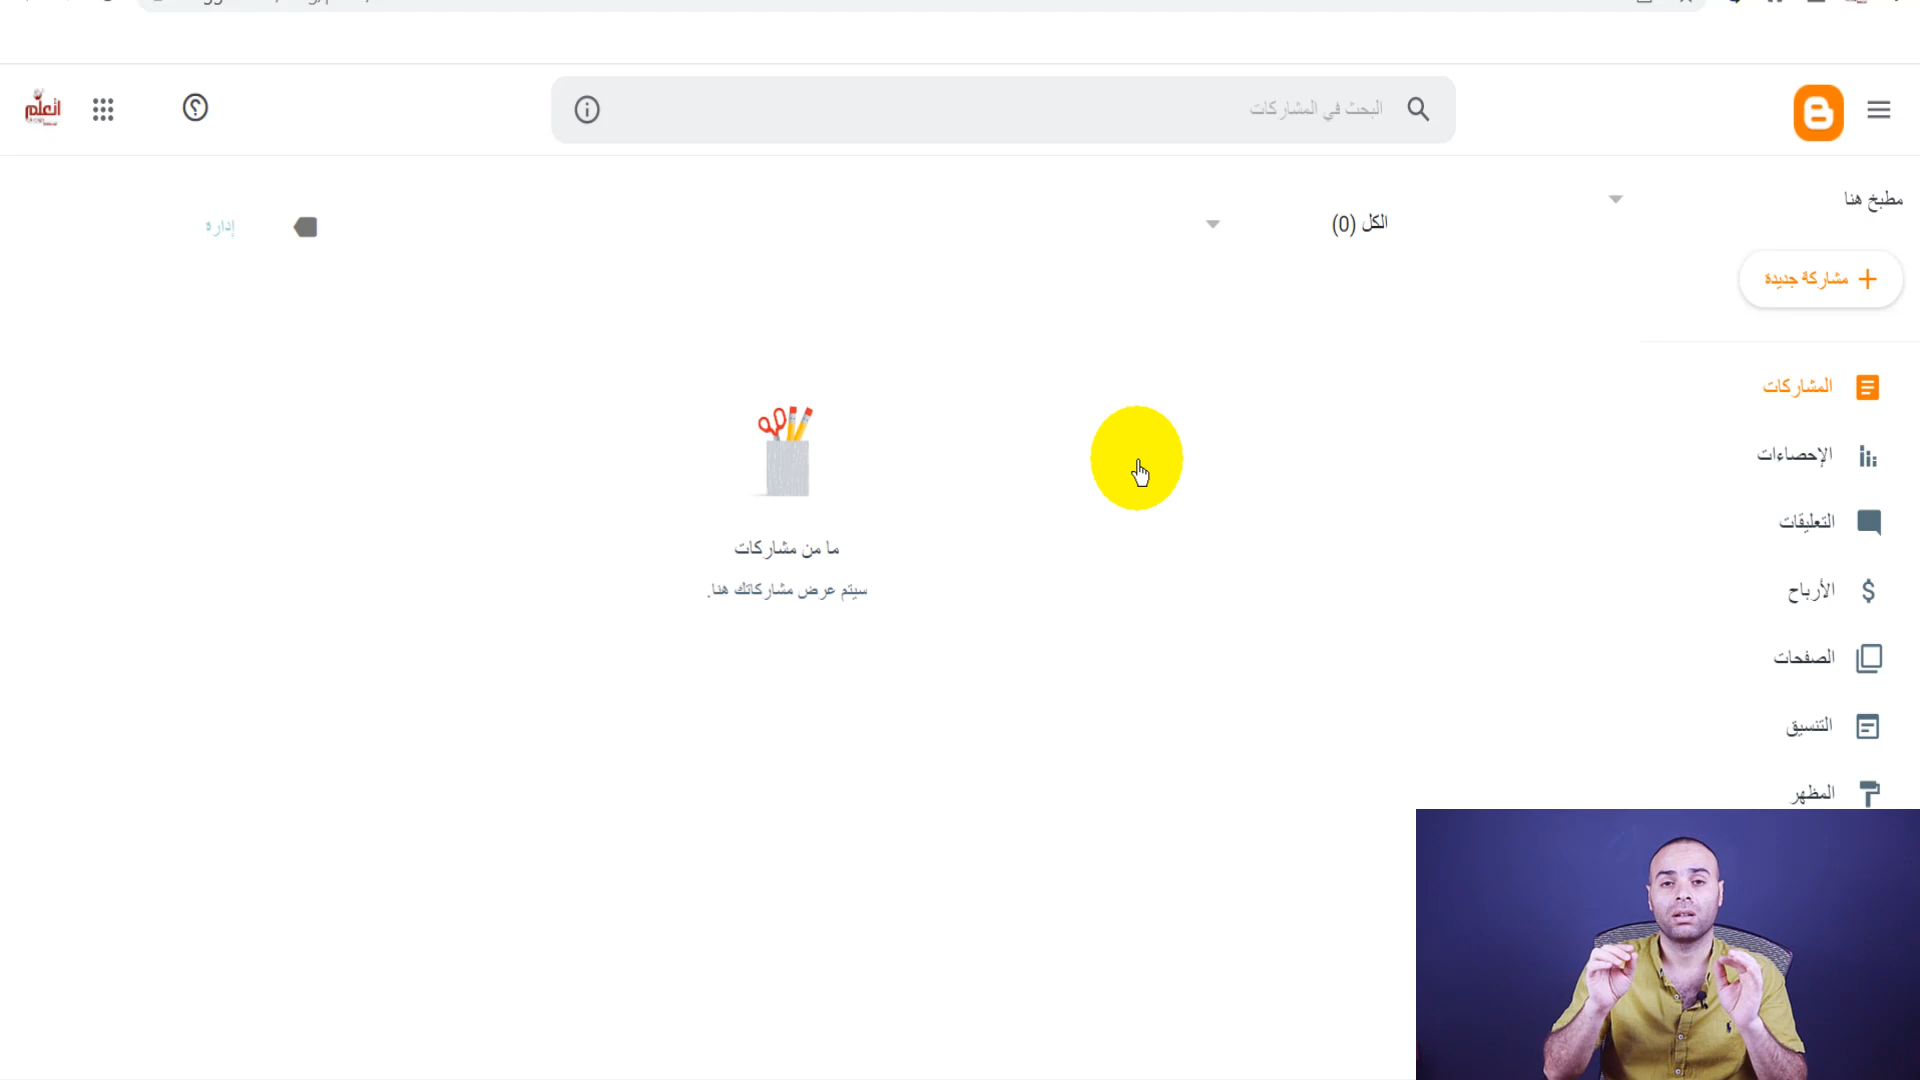 البحث في المشاركات
اتعلم
مطبخ هنا
الكل (0)
إدارة
مشاركة جديدة
المشاركات
الإحصاءات
التعليقات
الأرباح
الصفحات
التنسيق
المظهر
ما من مشاركات
سيتم عرض مشاركاتك هنا.